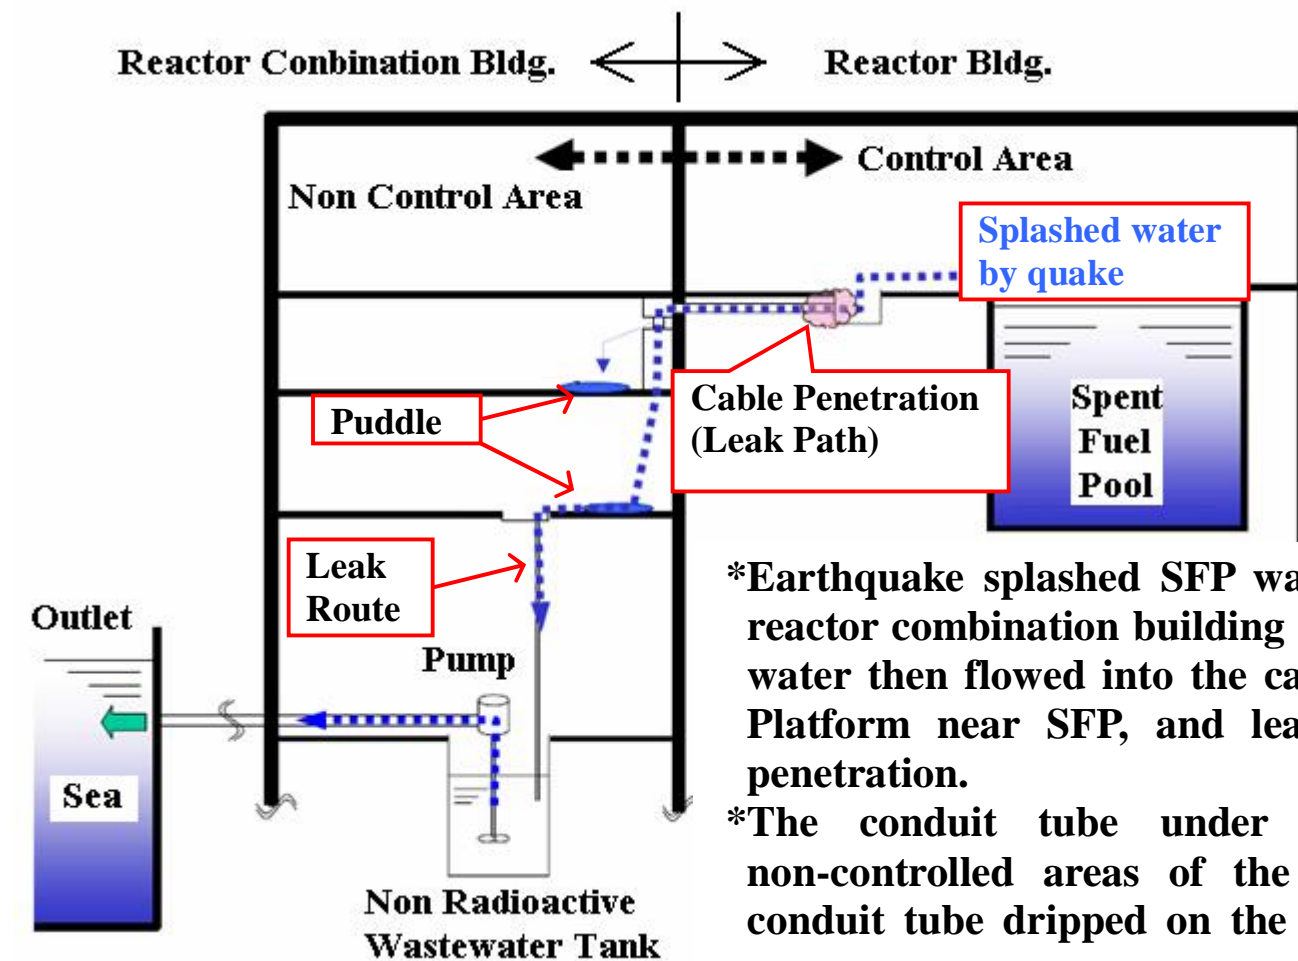 Reactor Conbination Bldg.
Reactor Bldg.
Control Area
Non Control Area
Splashed water
by quake
Cable Penetration
(Leak Path)
Puddle
Spent
Fuel
Pool
Leak
Route
Outlet
Pump
Sea
Non Radioactive
Wastewater Tank
*Earthquake splashed SFP
reactor combination building
water then flowed into the
Platform near SFP, and
penetration.
*The conduit tube under
non-controlled areas of the
conduit tube dripped on the